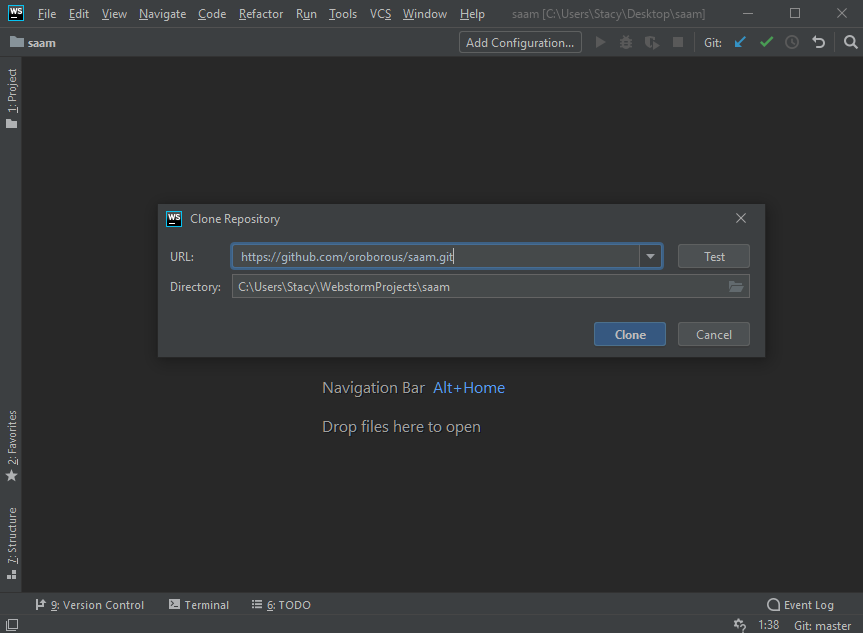 WS File Edit View Navigate Code Refactor Run Tools VCS Window Help saam [C:\Users\Stacy\Desktop\saam]
saam Add Configuration... Git:
1: Project
WS Clone Repository
URL: https://github.com/oroborous/saam.git Test
Directory: C:\Users\Stacy\WebstormProjects\saam
Clone Cancel
Navigation Bar Alt+Home
Drop files here to open
2: Favorites
7: Structure
9: Version Control Terminal 6: TODO Event Log
1:38 Git: master